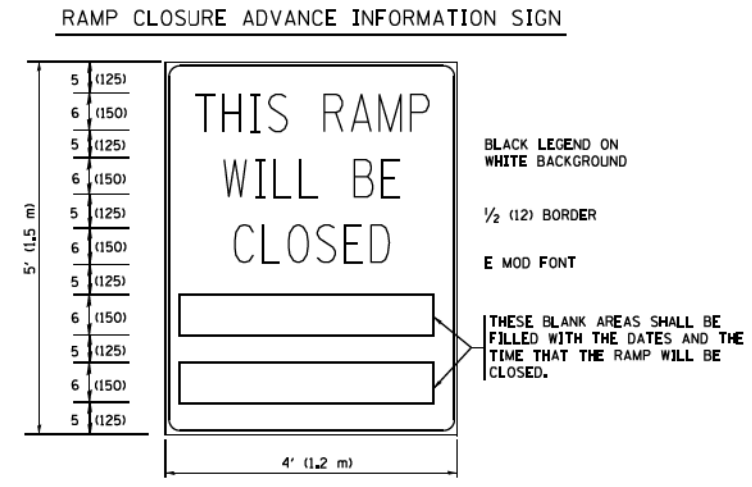 RAMP CLOSURE ADVANCE INFORMATION SIGN
5 (125)
6 (150)
5 (125)
6 (150)
5 (125)
6 (150)
5 (125)
6 (150)
5 (125)
6 (150)
5 (125)
5' (1.5 m)
THIS RAMP
WILL BE
CLOSED
4' (1.2 m)
BLACK LEGEND ON
WHITE BACKGROUND
1/2 (12) BORDER
E MOD FONT
THESE BLANK AREAS SHALL BE
FILLED WITH THE DATES AND THE
TIME THAT THE RAMP WILL BE
CLOSED.